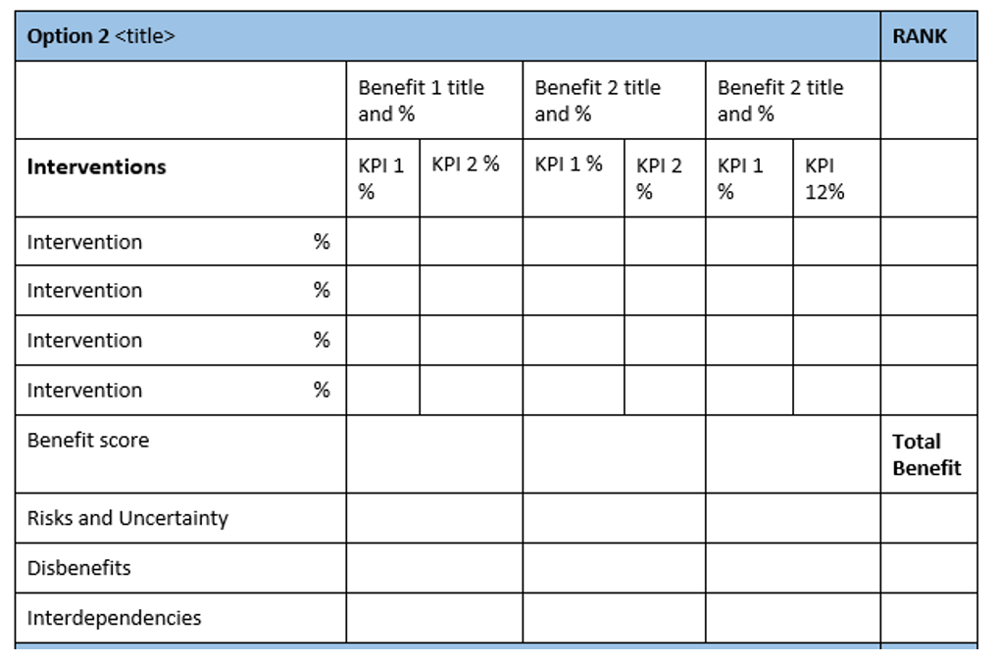 Option 2 <title> RANK
Benefit 1 title Benefit 2 title Benefit 2 title
and % and % and %
Interventions KPI 1 KPI 2 % KPI 1 % KPI 2 KPI 1 KPI
% % % 12%
Intervention %
Intervention %
Intervention %
Intervention %
Benefit score Total
Benefit
Risks and Uncertainty
Disbenefits
Interdependencies